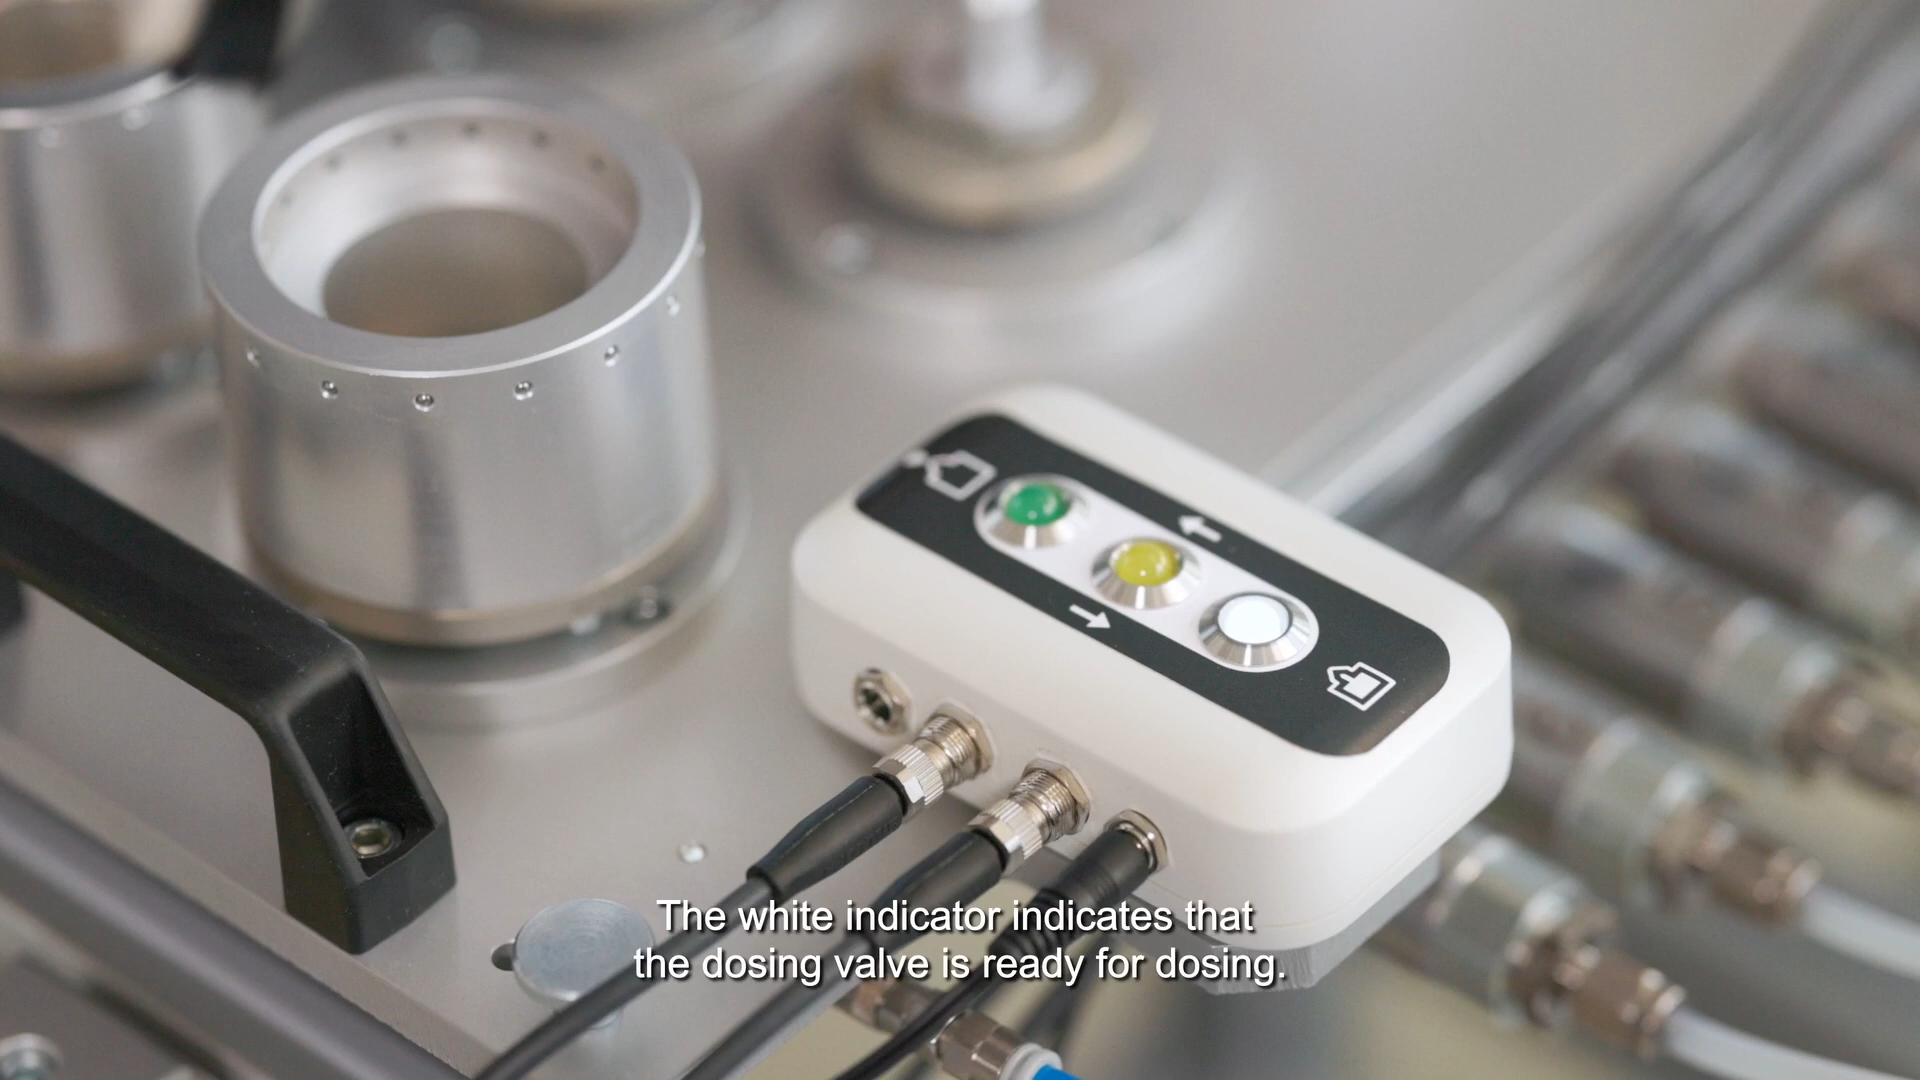 The white indicator indicates that
the dosing valve is ready for dosing.